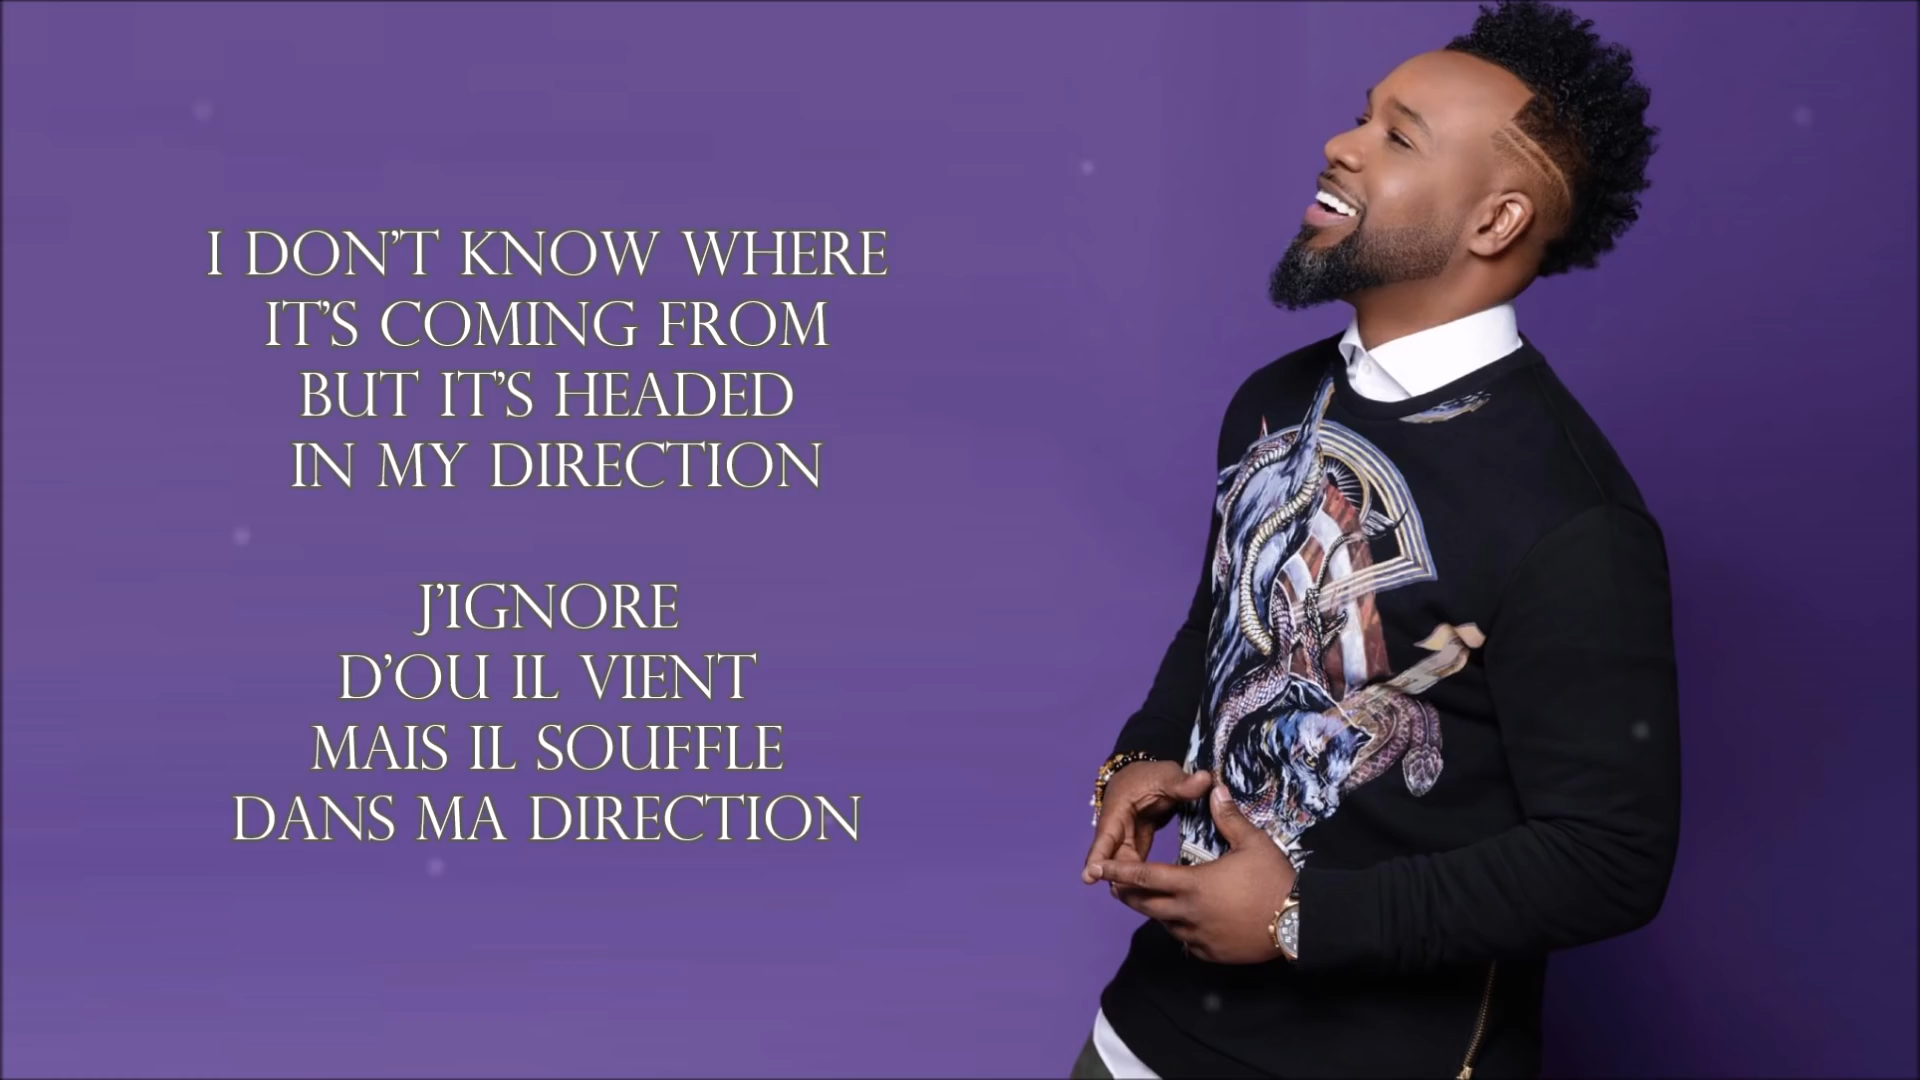 I DON'T KNOW WHERE
IT'S COMING FROM
BUT IT'S HEADED
IN MY DIRECTION
J'IGNORE
D'OU IL VIENT
MAIS IL SOUFFLE
DANS MA DIRECTION